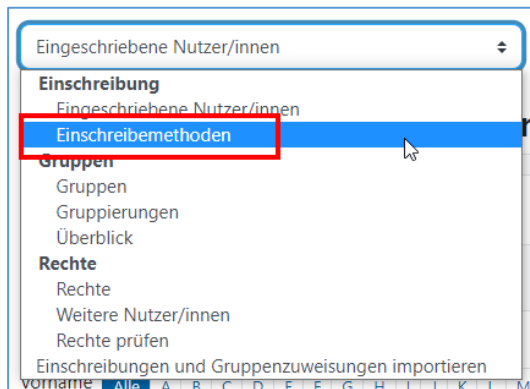 Eingeschriebene Nutzer/innen
Einschreibung
Eingeschriebene Nutzer/innen
Einschreibemethoden
Gruppen
Gruppen
Gruppierungen
Überblick
Rechte
Rechte
Weitere Nutzer/innen
Rechte prüfen
Einschreibungen und Gruppenzuweisungen importieren
Vorname Alle A B C D E F G H I J K L M